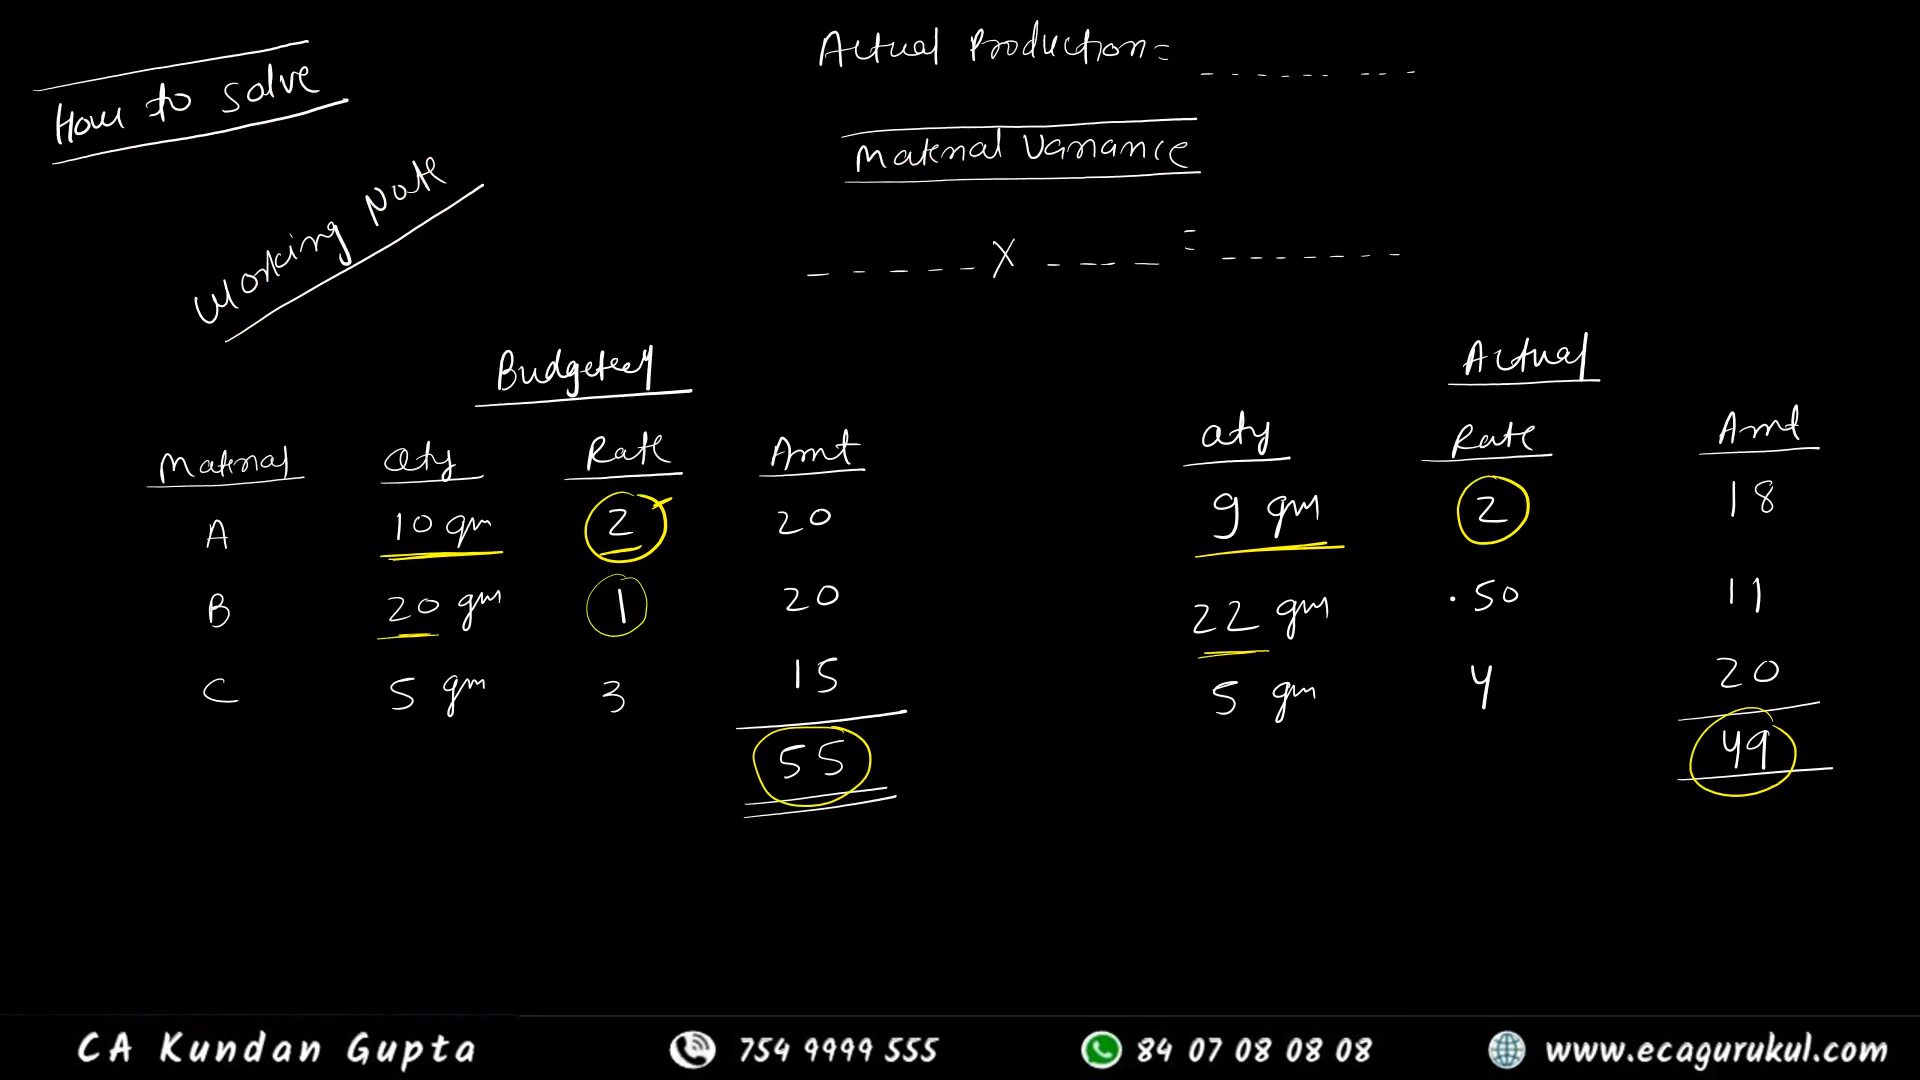 How to solve
Actual Production =
Material Variance
Working Note
X =
Budgeted
Actual
Material Qty Rate Amt Qty Rate Amt
A 10 gm 2 20 9 gm 2 18
B 20 gm 1 20 22 gm .50 11
C 5 gm 3 15 5 gm 4 20
55 49
CA Kundan Gupta 754 9999 555 84 07 08 08 08 www.ecagurukul.com